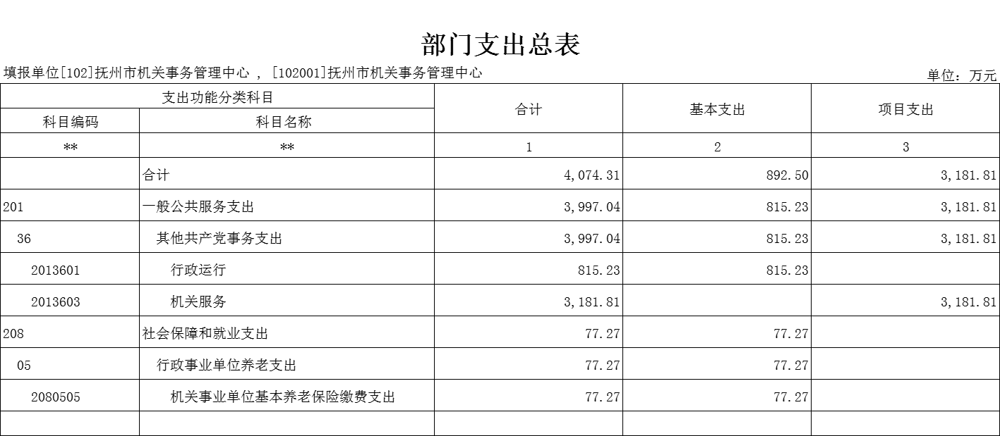 部门支出总表
填报单位[102]抚州市机关事务管理中心 , [102001]抚州市机关事务管理中心 单位：万元
支出功能分类科目 合计 基本支出 项目支出
科目编码 科目名称
** ** 1 2 3
合计 4,074.31 892.50 3,181.81
201 一般公共服务支出 3,997.04 815.23 3,181.81
36 其他共产党事务支出 3,997.04 815.23 3,181.81
2013601 行政运行 815.23 815.23
2013603 机关服务 3,181.81 3,181.81
208 社会保障和就业支出 77.27 77.27
05 行政事业单位养老支出 77.27 77.27
2080505 机关事业单位基本养老保险缴费支出 77.27 77.27